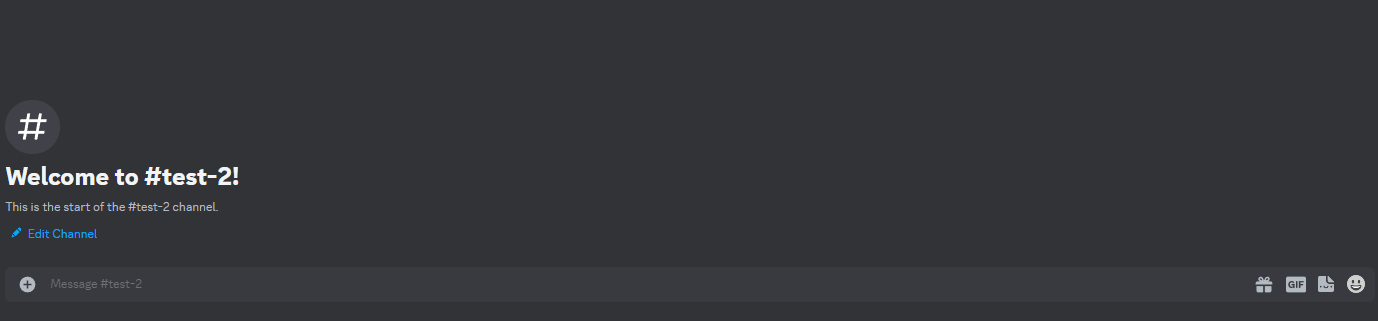 #
Welcome to #test-2!
This is the start of the #test-2 channel.
Edit Channel
Message #test-2
GIF